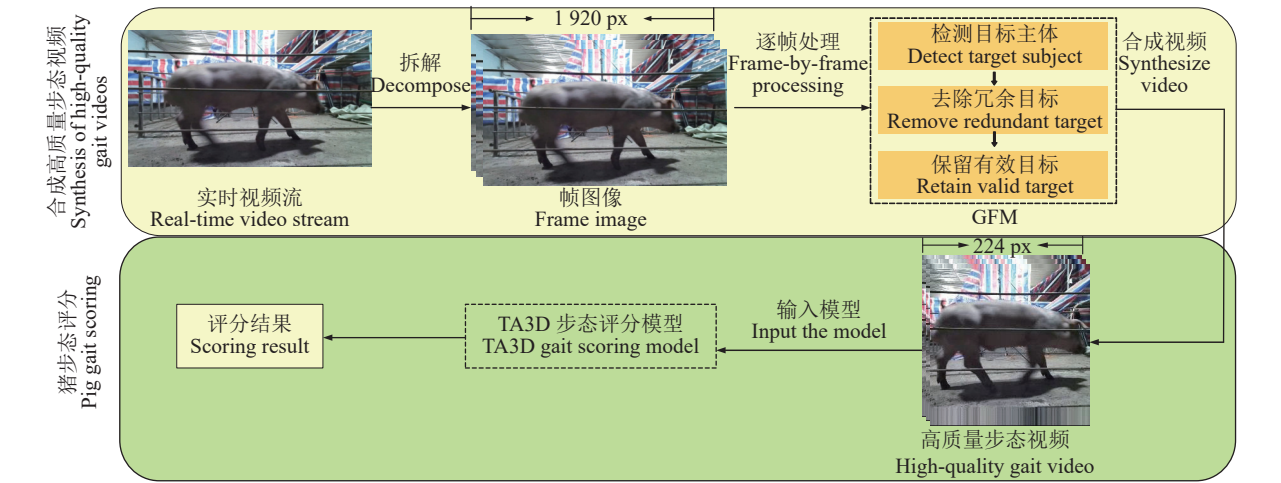 合成高质量步态视频
Synthesis of high-quality
gait videos
1 920 px
拆解
Decompose
逐帧处理
Frame-by-frame
processing
检测目标主体
Detect target subject
去除冗余目标
Remove redundant target
保留有效目标
Retain valid target
GFM
合成视频
Synthesize
video
实时视频流
Real-time video stream
帧图像
Frame image
猪步态评分
Pig gait scoring
224 px
评分结果
Scoring result
TA3D 步态评分模型
TA3D gait scoring model
输入模型
Input the model
高质量步态视频
High-quality gait video